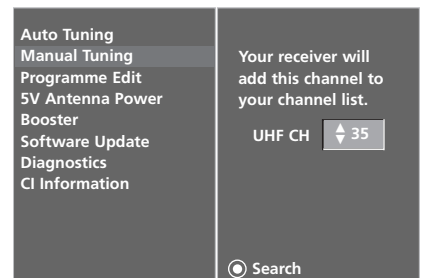 Auto Tuning
Manual Tuning
Programme Edit
5V Antenna Power
Booster
Software Update
Diagnostics
CI Information
Your receiver will
add this channel to
your channel list.
UHF CH 35
Search